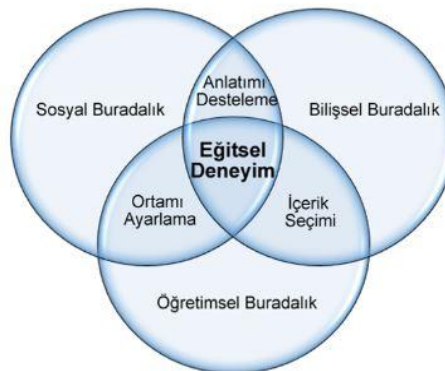 Anlatımı
Desteleme
Sosyal Buradalık
Bilişsel Buradalık
Eğitsel
Deneyim
Ortamı
Ayarlama
İçerik
Seçimi
Öğretimsel Buradalık